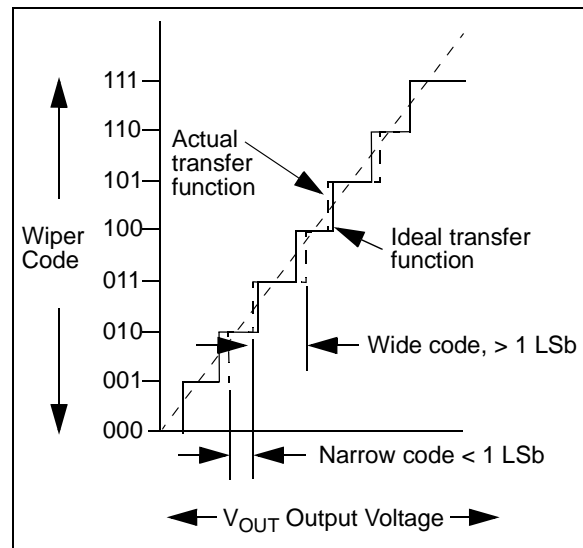 111
110
Actual
transfer
function
101
100
Wiper
Code
Ideal transfer
function
011
010
Wide code, > 1 LSb
001
000
Narrow code < 1 LSb
VOUT Output Voltage